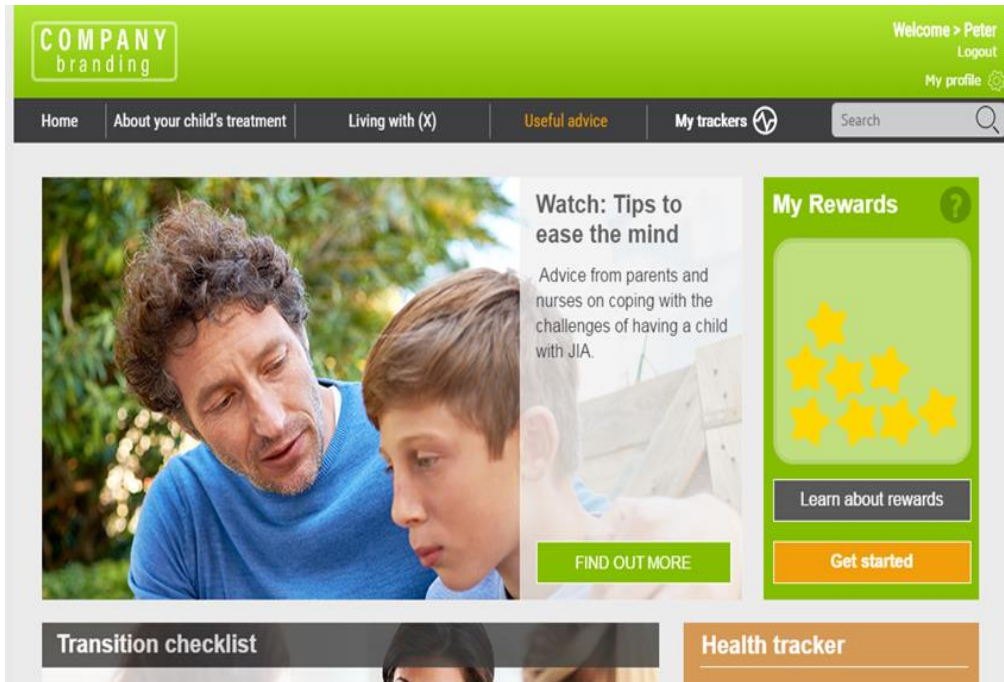 COMPANY
branding
Welcome > Peter
Logout
My profile
Home
About your child's treatment
Living with (X)
Useful advice
My trackers
Search
Watch: Tips to
ease the mind
Advice from parents and
nurses on coping with the
challenges of having a child
with JIA.
FIND OUT MORE
My Rewards
?
Learn about rewards
Get started
Transition checklist
Health tracker